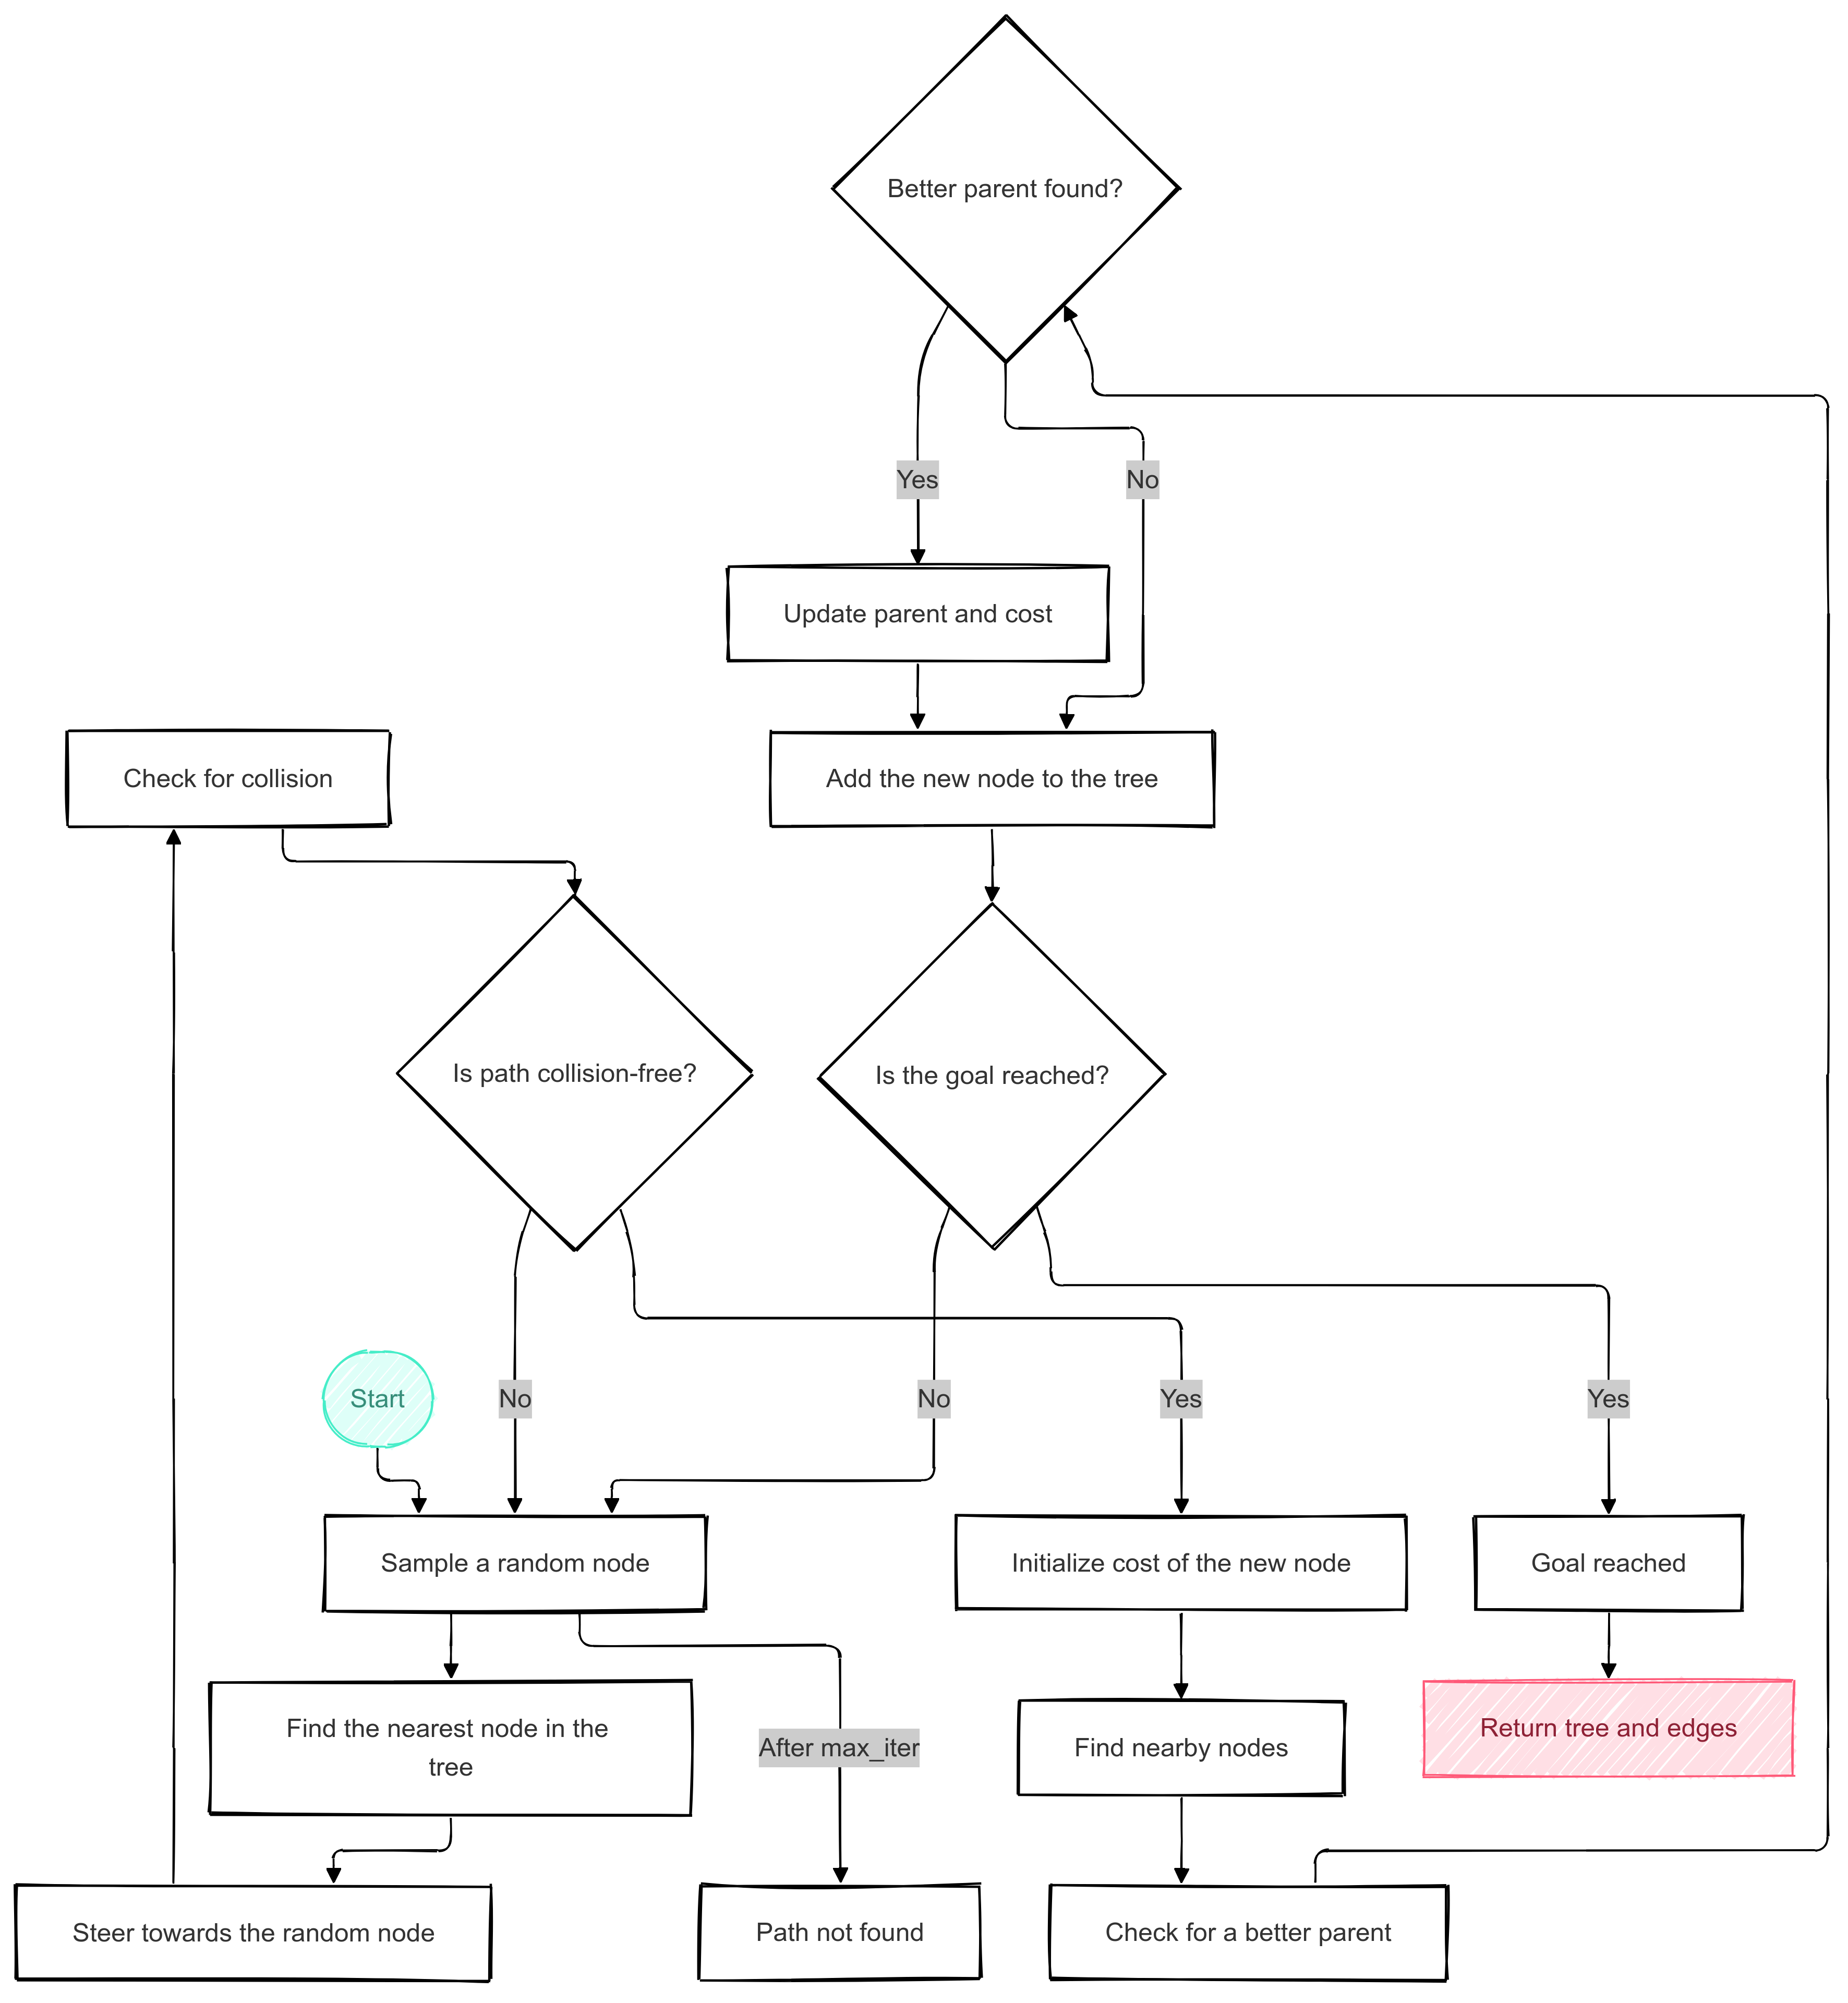 Better parent found?
Yes
No
Update parent and cost
Check for collision
Add the new node to the tree
Is path collision-free?
Is the goal reached?
Start
No
No
Yes
Yes
Sample a random node
Initialize cost of the new node
Goal reached
Find the nearest node in the
tree
After max_iter
Find nearby nodes
Return tree and edges
Steer towards the random node
Path not found
Check for a better parent